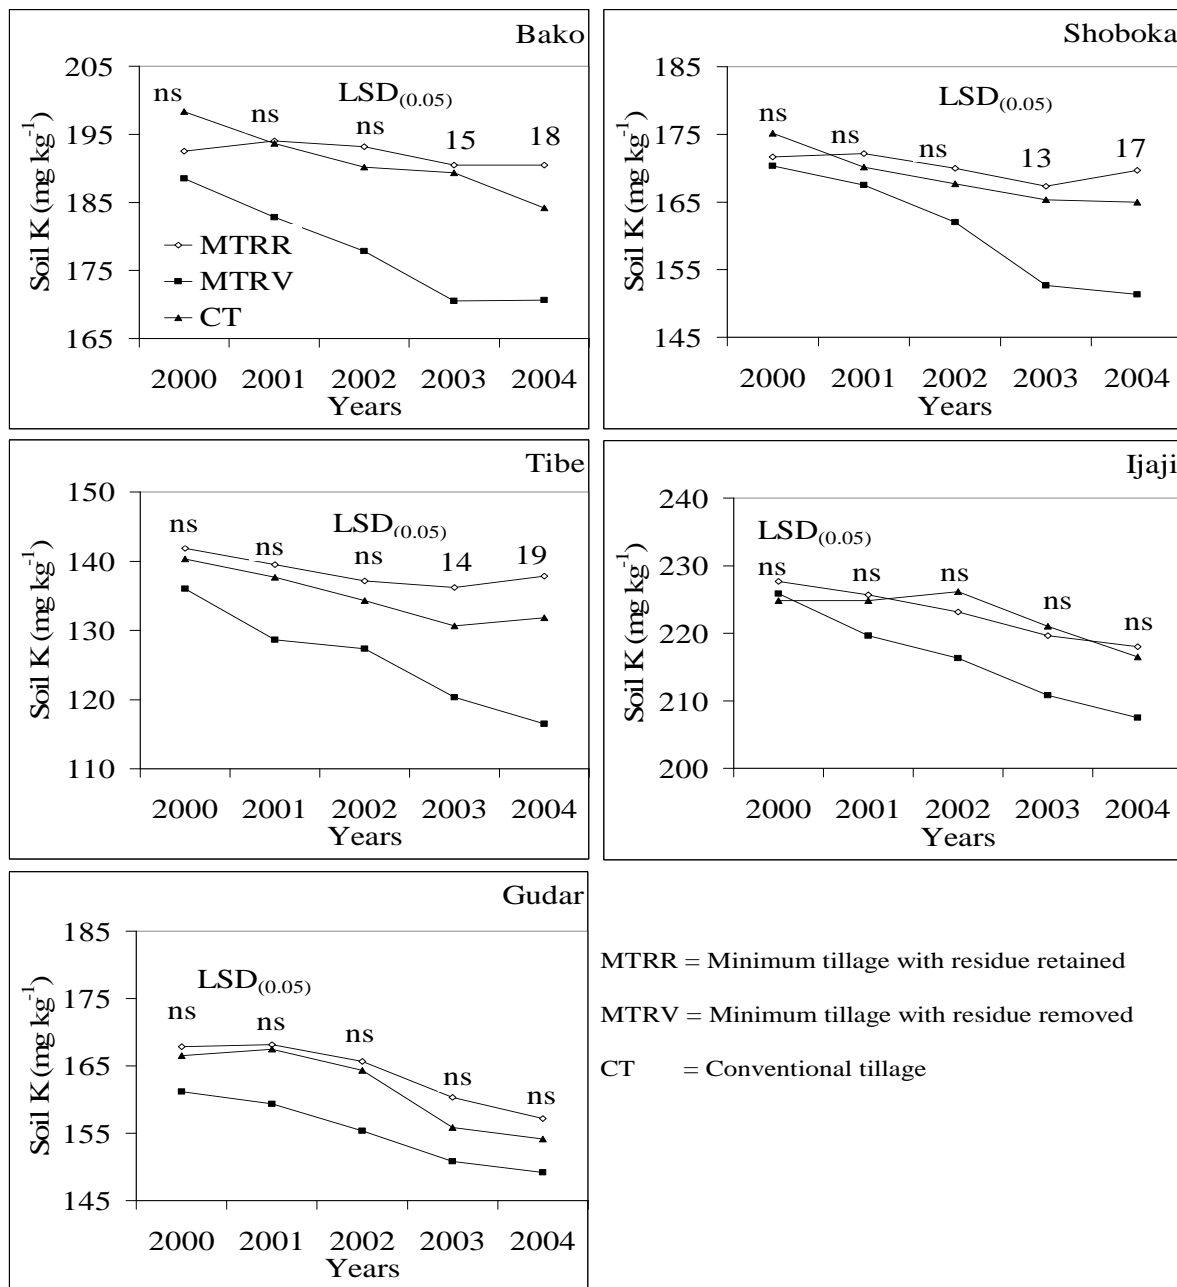 Bako
205
195
185
175
165
Soil K (mg kg⁻¹)
LSD(0.05)
ns
ns
ns
15
18
MTRR
MTRV
CT
2000 2001 2002 2003 2004
Years
Shoboka
185
175
165
155
145
Soil K (mg kg⁻¹)
LSD(0.05)
ns
ns
ns
13
17
2000 2001 2002 2003 2004
Years
Tibe
150
140
130
120
110
Soil K (mg kg⁻¹)
LSD(0.05)
ns
ns
ns
14
19
2000 2001 2002 2003 2004
Years
Ijaji
240
230
220
210
200
Soil K (mg kg⁻¹)
LSD(0.05)
ns
ns
ns
ns
ns
2000 2001 2002 2003 2004
Years
Gudar
185
175
165
155
145
Soil K (mg kg⁻¹)
LSD(0.05)
ns
ns
ns
ns
ns
2000 2001 2002 2003 2004
Years
MTRR = Minimum tillage with residue retained
MTRV = Minimum tillage with residue removed
CT = Conventional tillage